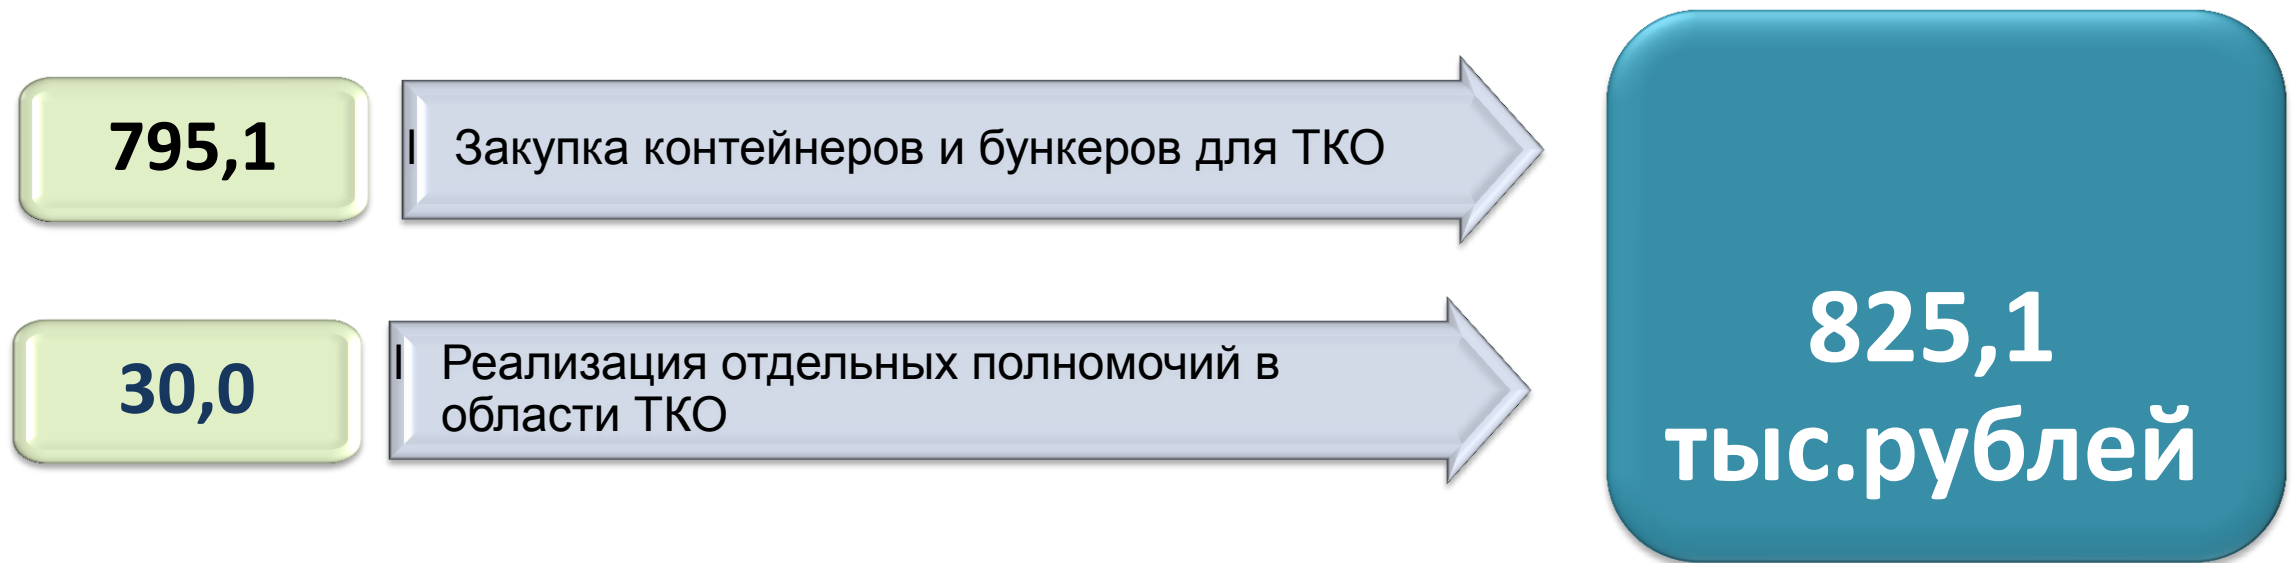 795,1
Закупка контейнеров и бункеров для ТКО
30,0
Реализация отдельных полномочий в
области ТКО
825,1
тыс.рублей